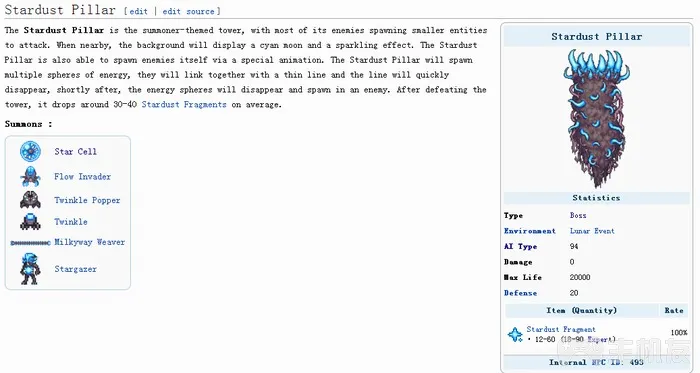 Stardust Pillar [edit | edit source]
The Stardust Pillar is the summoner-themed tower, with most of its enemies spawning smaller entities
to attack. When nearby, the background will display a cyan moon and a sparkling effect. The Stardust
Pillar is also able to spawn enemies itself via a special animation. The Stardust Pillar will spawn
multiple spheres of energy, they will link together with a thin line and the line will quickly
disappear, shortly after, the energy spheres will disappear and spawn in an enemy. After defeating the
tower, it drops around 30-40 Stardust Fragments on average.
Summons :
Star Cell
Flow Invader
Twinkle Popper
Twinkle
Milkyway Weaver
Stargazer
Stardust Pillar
Statistics
Type Boss
Environment Lunar Event
AI Type 94
Damage 0
Max Life 20000
Defense 20
Item (Quantity) Rate
Stardust Fragment
• 12-60 (18-90 Expert) 100%
Internal NPC ID: 493